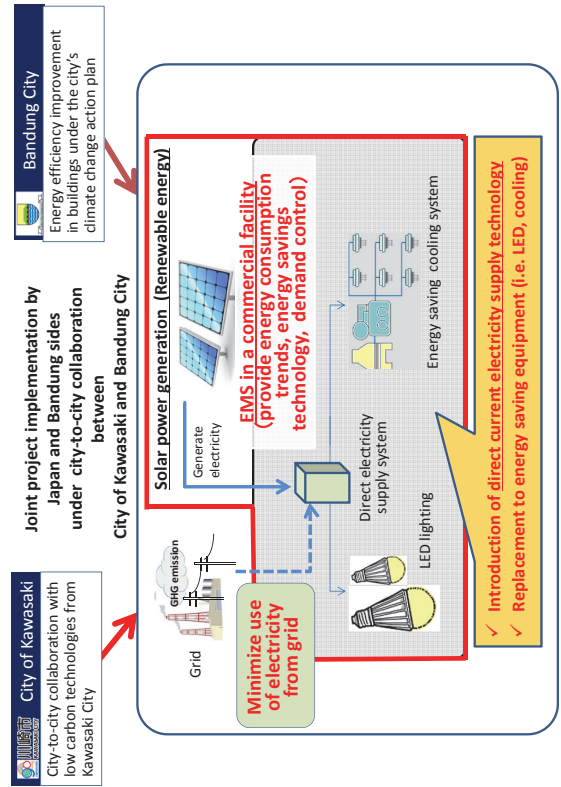 川崎市
KAWASAKI CITY
City of Kawasaki
City-to-city collaboration with
low carbon technologies from
Kawasaki City
Joint project implementation by
Japan and Bandung sides
under city-to-city collaboration
between
City of Kawasaki and Bandung City
Bandung City
Energy efficiency improvement
in buildings under the city's
climate change action plan
GHG emission
Grid
Minimize use
of electricity
from grid
Solar power generation (Renewable energy)
Generate
electricity
EMS in a commercial facility
(provide energy consumption
trends, energy savings
technology, demand control)
Direct electricity
supply system
LED lighting
Energy saving cooling system
✓ Introduction of direct current electricity supply technology
✓ Replacement to energy saving equipment (i.e. LED, cooling)